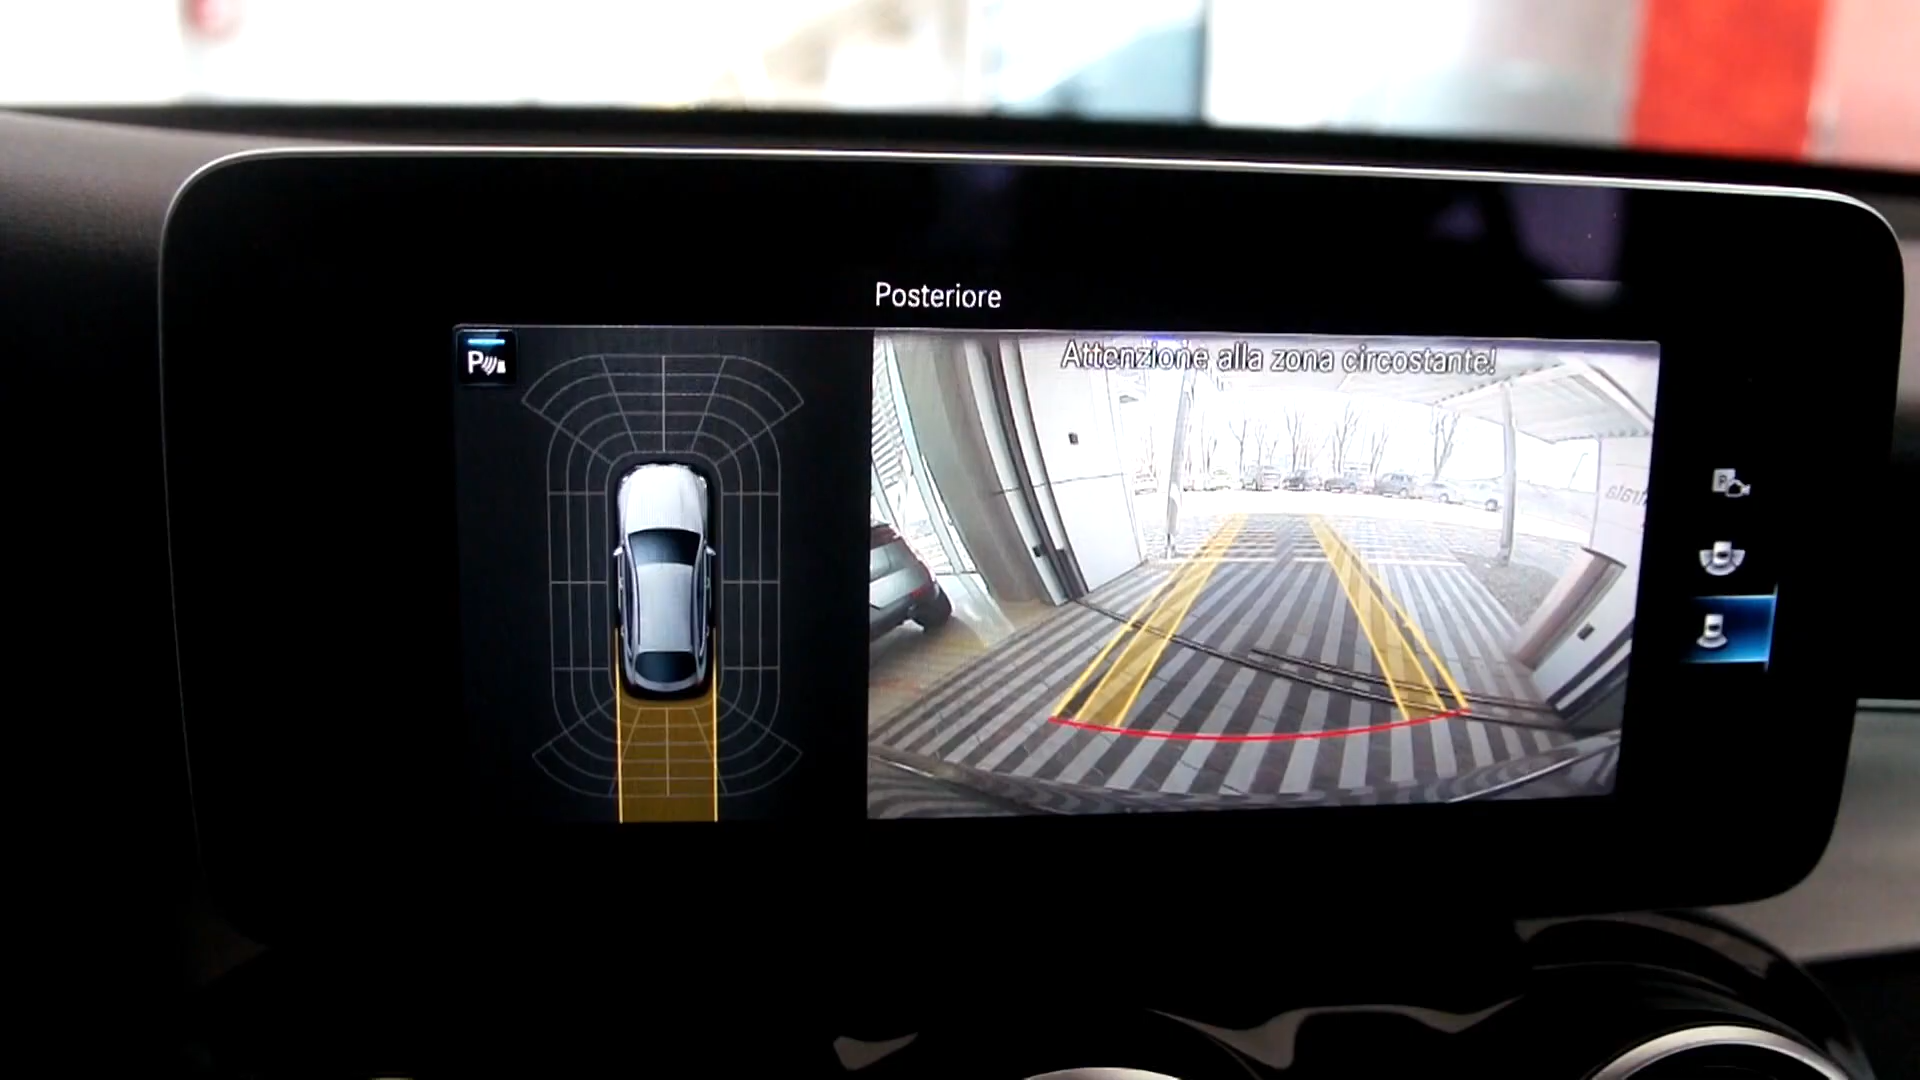 Posteriore
P
Attenzione alla zona circostante!